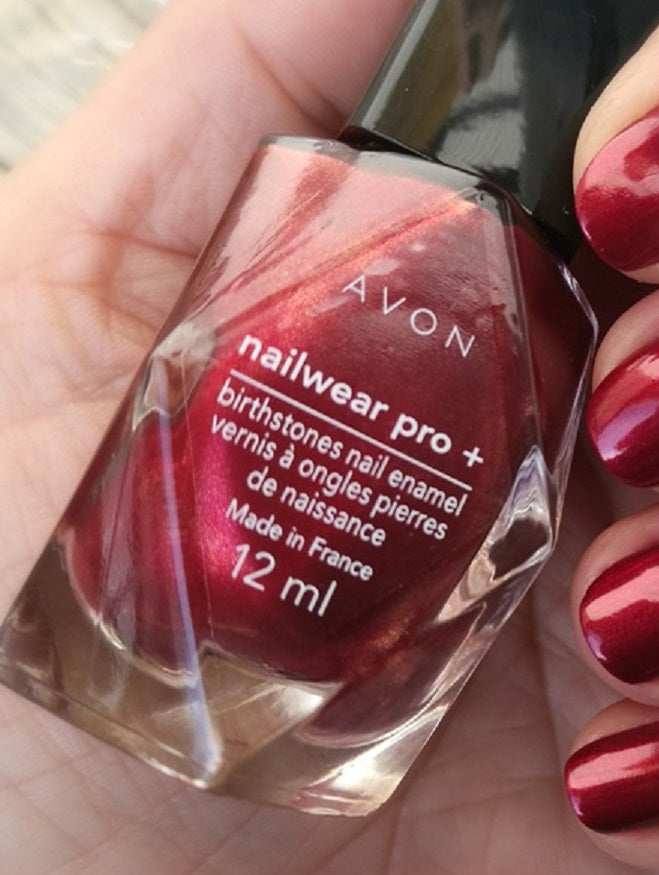 AVON
nailwear pro +
birthstones nail enamel
vernis à ongles pierres
de naissance
Made in France
12 ml